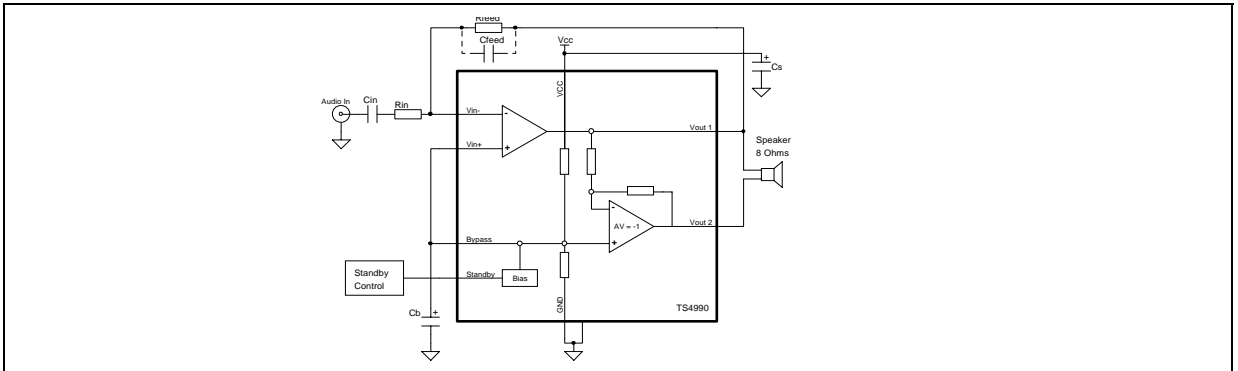 Rfeed
Cfeed
Vcc
+
Cs
VCC
Audio In
Cin
Rin
Vin-
-
Vout 1
Vin+
+
Speaker
8 Ohms
-
AV = -1
Vout 2
+
Bypass
Standby
Control
Standby
Bias
GND
TS4990
Cb
+